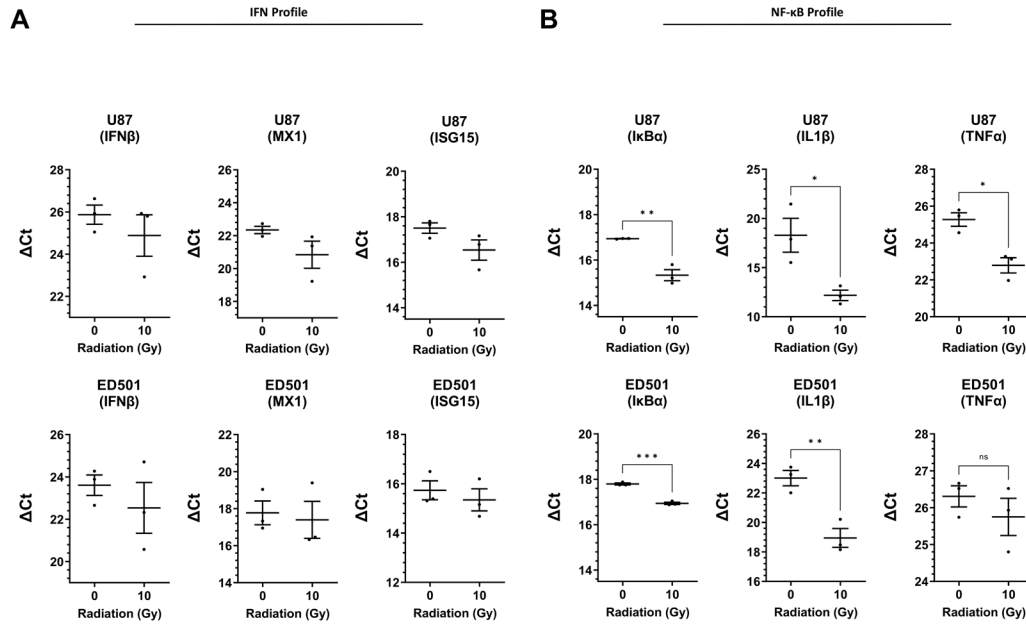 A
IFN Profile
B
NF-κB Profile
U87
(IFNβ)
U87
(MX1)
U87
(ISG15)
U87
(IκBα)
U87
(IL1β)
U87
(TNFα)
ΔCt
28
26
24
22
0
10
Radiation (Gy)
ΔCt
26
24
22
20
18
0
10
Radiation (Gy)
ΔCt
20
18
16
14
0
10
Radiation (Gy)
ΔCt
20
18
16
14
**
0
10
Radiation (Gy)
ΔCt
25
20
15
10
*
0
10
Radiation (Gy)
ΔCt
28
26
24
22
20
*
0
10
Radiation (Gy)
ED501
(IFNβ)
ED501
(MX1)
ED501
(ISG15)
ED501
(IκBα)
ED501
(IL1β)
ED501
(TNFα)
ΔCt
26
24
22
20
0
10
Radiation (Gy)
ΔCt
22
20
18
16
14
0
10
Radiation (Gy)
ΔCt
18
16
14
12
0
10
Radiation (Gy)
ΔCt
20
18
16
14
***
0
10
Radiation (Gy)
ΔCt
26
24
22
20
18
16
**
0
10
Radiation (Gy)
ΔCt
28
27
26
25
24
ns
0
10
Radiation (Gy)